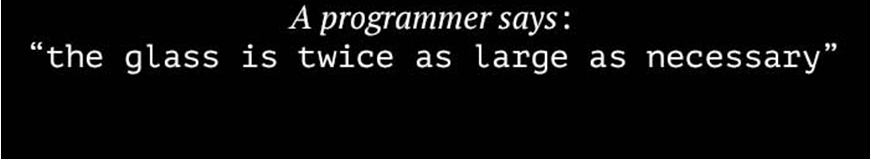 A programmer says:
“the glass is twice as large as necessary”